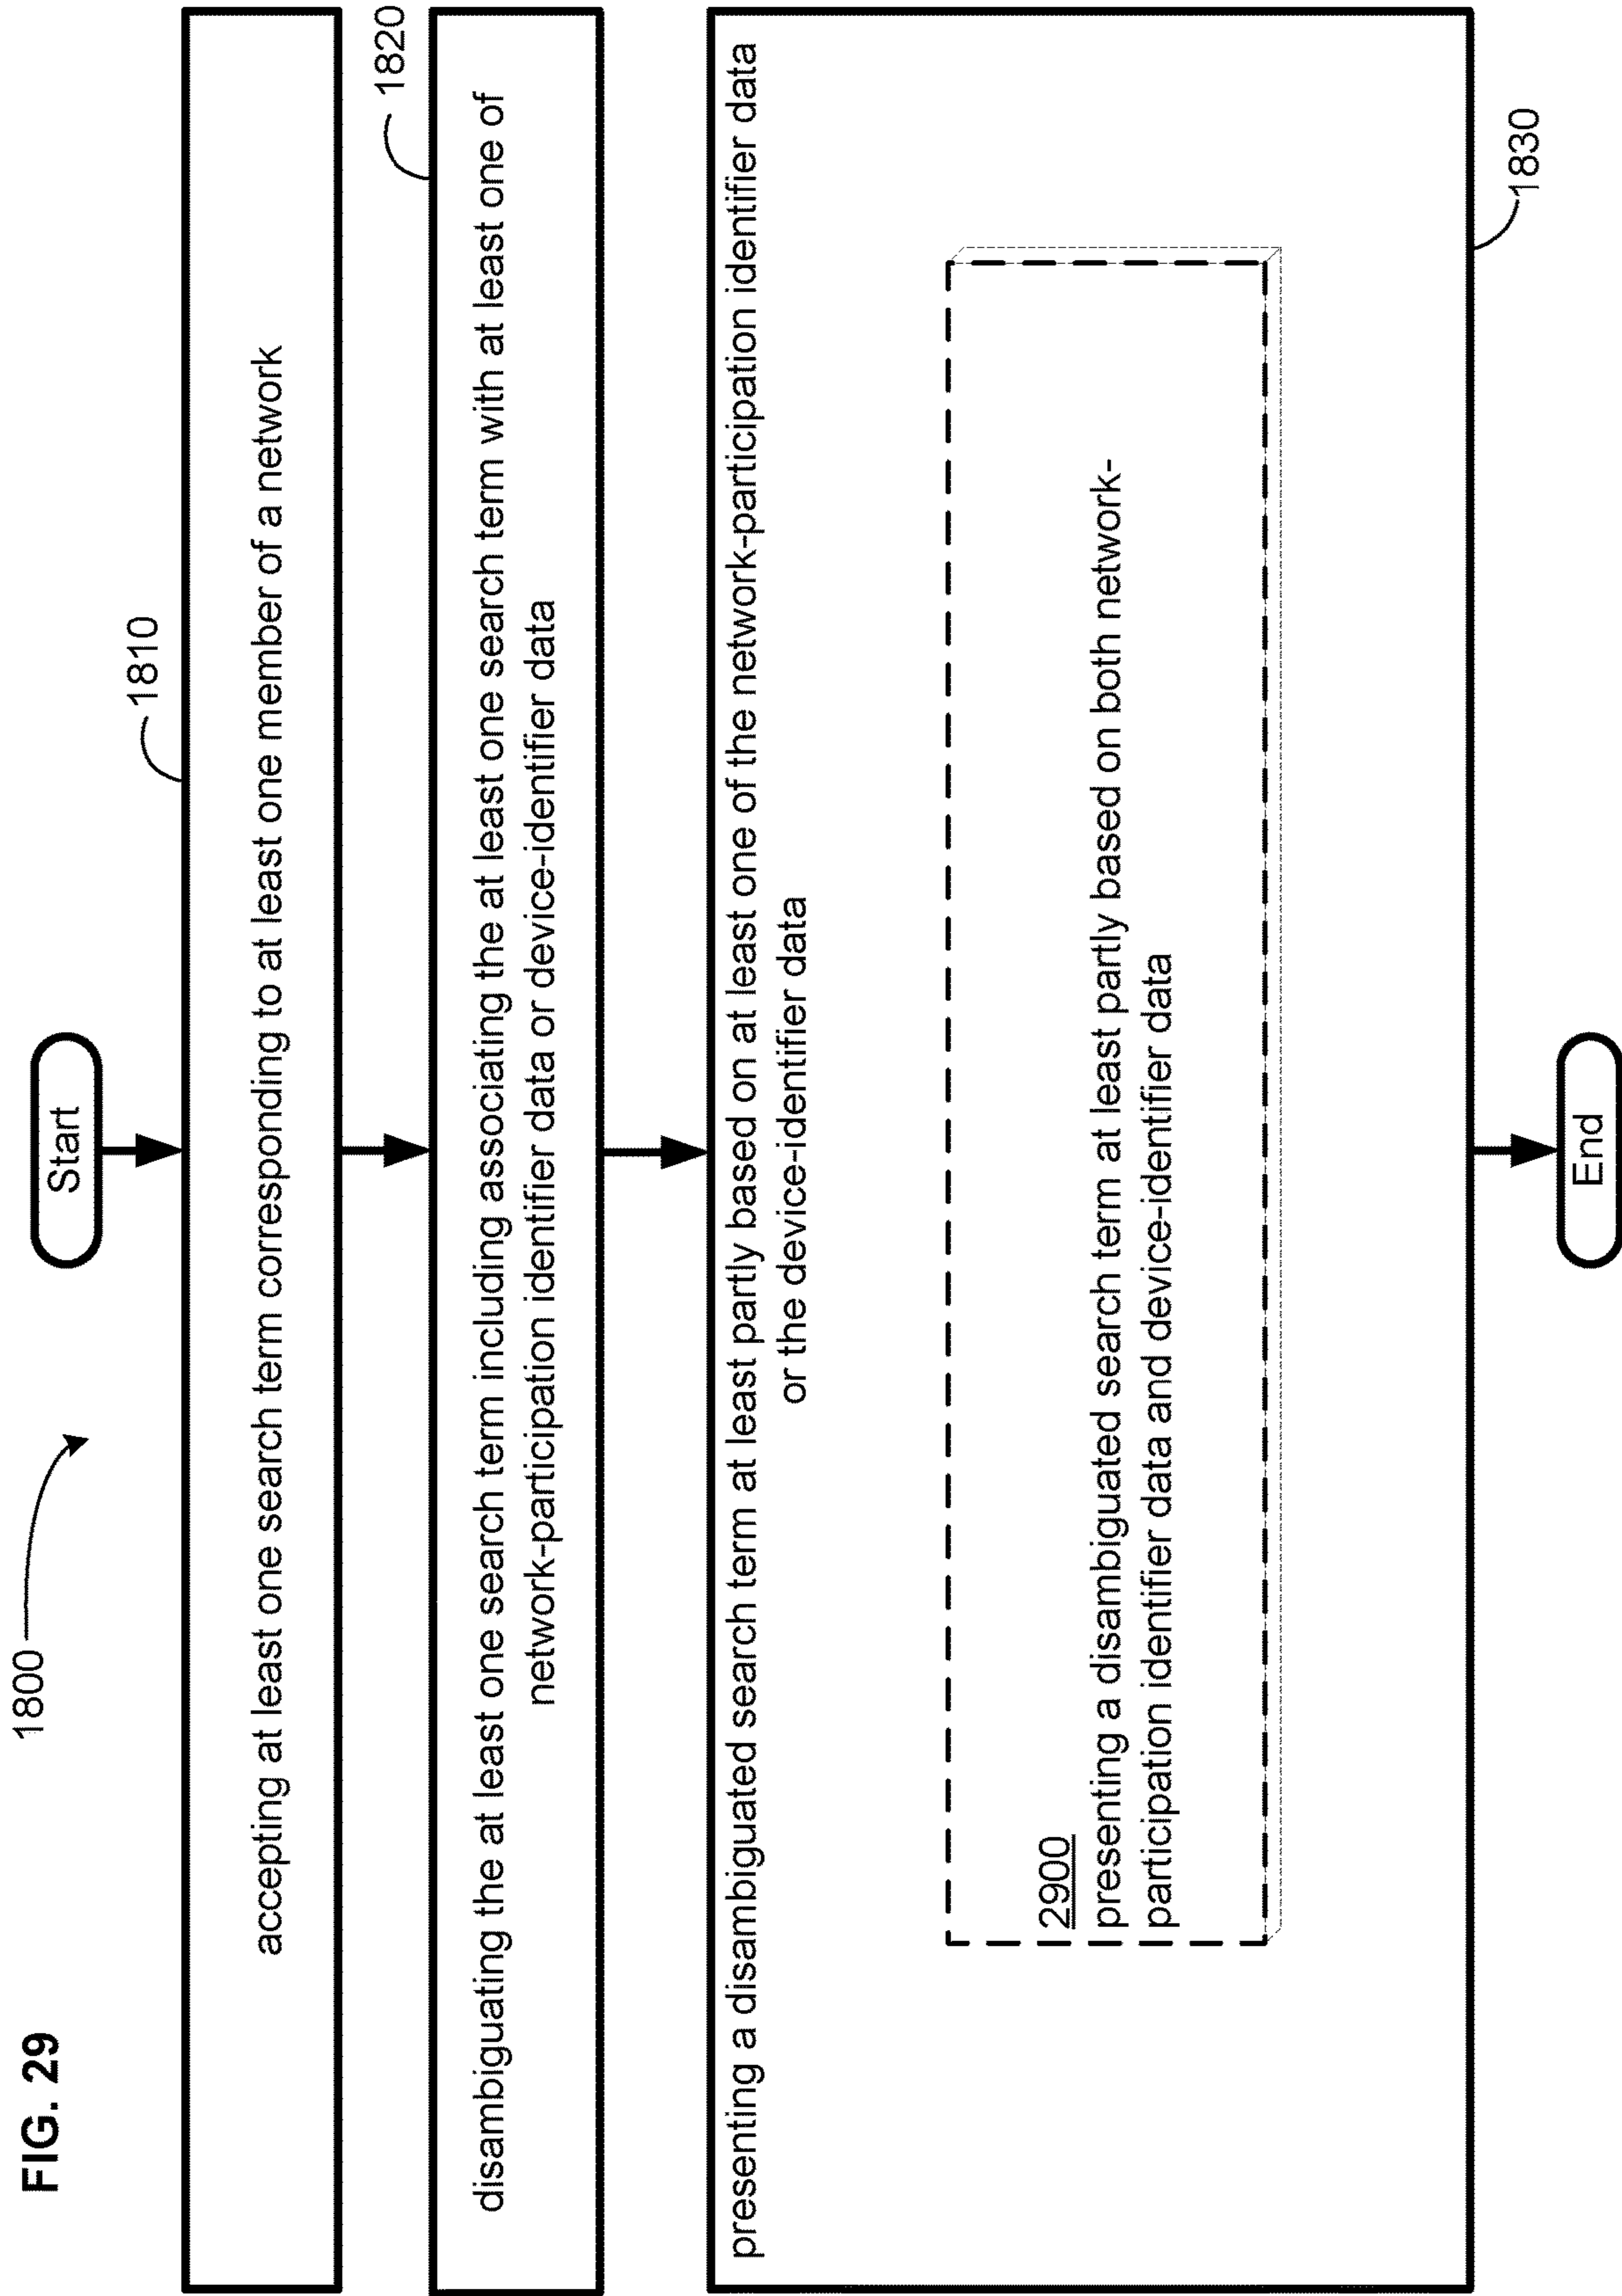 FIG. 29
1800
Start
1810
accepting at least one search term corresponding to at least one member of a network
1820
disambiguating the at least one search term including associating the at least one search term with at least one of
network-participation identifier data or device-identifier data
presenting a disambiguated search term at least partly based on at least one of the network-participation identifier data
or the device-identifier data
2900
presenting a disambiguated search term at least partly based on both network-
participation identifier data and device-identifier data
1830
End